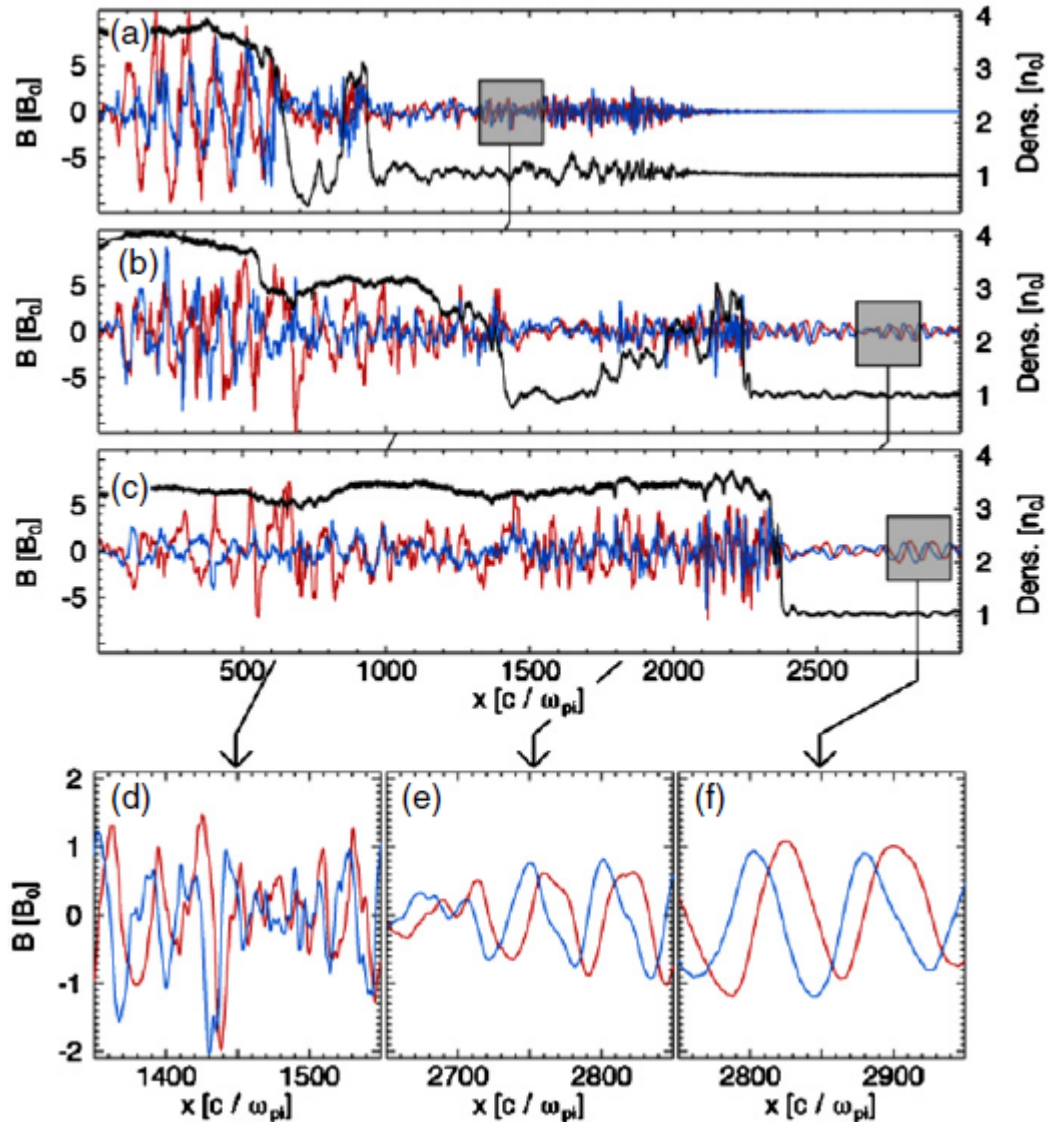 (a)
B [B₀]
5
0
-5
4
3
2
1
Dens. [n₀]
(b)
B [B₀]
5
0
-5
4
3
2
1
Dens. [n₀]
(c)
B [B₀]
5
0
-5
4
3
2
1
Dens. [n₀]
500 1000 1500 2000 2500
x [c / ωₚᵢ]
(d) (e) (f)
B [B₀]
2
1
0
-1
-2
1400 1500 2700 2800 2800 2900
x [c / ωₚᵢ] x [c / ωₚᵢ] x [c / ωₚᵢ]